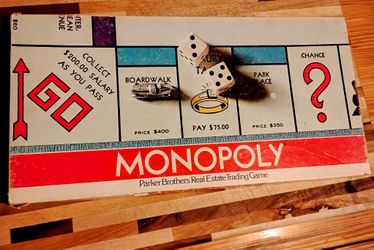 COLLECT
$200.00 SALARY
AS YOU PASS
GO
BOARDWALK
PRICE $400
PAY $75.00
PARK
PLACE
PRICE $350
CHANCE
?
MONOPOLY
Parker Brothers Real Estate Trading Game